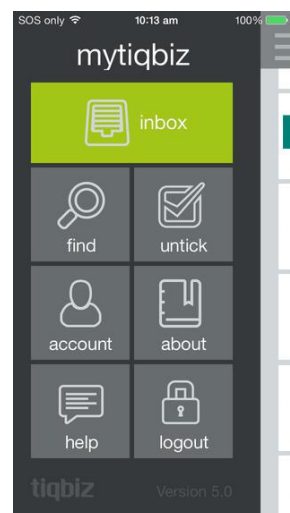 SOS only 10:13 am 100%
mytiqbiz
inbox
find untick
account about
help logout
tiqbiz Version 5.0